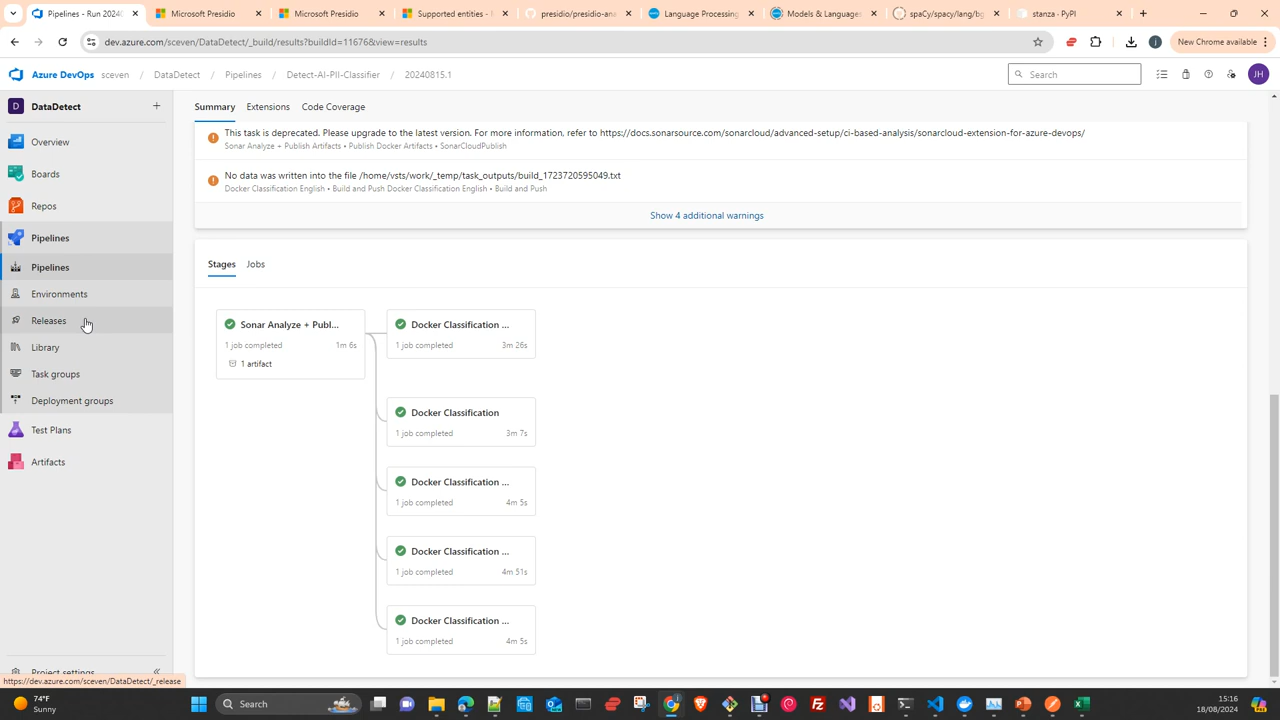 Pipelines - Run 2024(
Microsoft Presidio
Microsoft Presidio
Supported entities - 
presidio/presidio-ana
Language Processing
Models & Languages
spaCy/spacy/lang/bg
stanza · PyPI
dev.azure.com/sceven/DataDetect/_build/results?buildId=11676&view=results
New Chrome available
Azure DevOps sceven / DataDetect / Pipelines / Detect-AI-PII-Classifier / 20240815.1
Search
JH
D DataDetect +
Summary Extensions Code Coverage
This task is deprecated. Please upgrade to the latest version. For more information, refer to https://docs.sonarsource.com/sonarcloud/advanced-setup/ci-based-analysis/sonarcloud-extension-for-azure-devops/
Sonar Analyze + Publish Artifacts • Publish Docker Artifacts • SonarCloudPublish
No data was written into the file /home/vsts/work/_temp/task_outputs/build_1723720595049.txt
Docker Classification English • Build and Push Docker Classification English • Build and Push
Show 4 additional warnings
Overview
Boards
Repos
Pipelines
Pipelines
Environments
Releases
Library
Task groups
Deployment groups
Test Plans
Artifacts
Project settings
https://dev.azure.com/sceven/DataDetect/_release
Stages Jobs
Sonar Analyze + Publ...
1 job completed 1m 6s
1 artifact
Docker Classification ...
1 job completed 3m 26s
Docker Classification
1 job completed 3m 7s
Docker Classification ...
1 job completed 4m 5s
Docker Classification ...
1 job completed 4m 51s
Docker Classification ...
1 job completed 4m 5s
74°F
Sunny
Search
15:16
18/08/2024